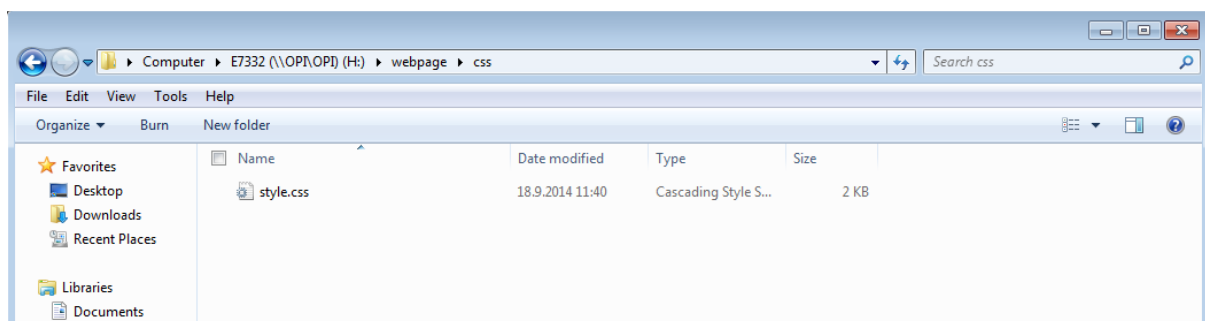 Computer ▸ E7332 (\\OPI\OPI) (H:) ▸ webpage ▸ css Search css
File Edit View Tools Help
Organize Burn New folder
Favorites Name Date modified Type Size
Desktop style.css 18.9.2014 11:40 Cascading Style S... 2 KB
Downloads
Recent Places
Libraries
Documents